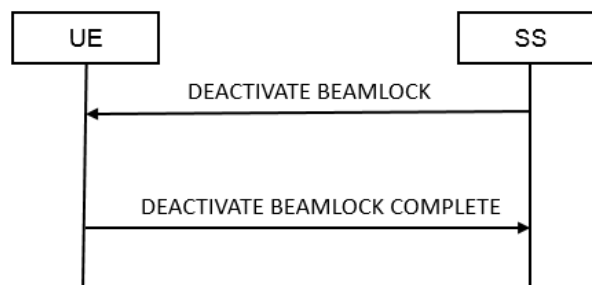 UE
SS
DEACTIVATE BEAMLOCK
DEACTIVATE BEAMLOCK COMPLETE